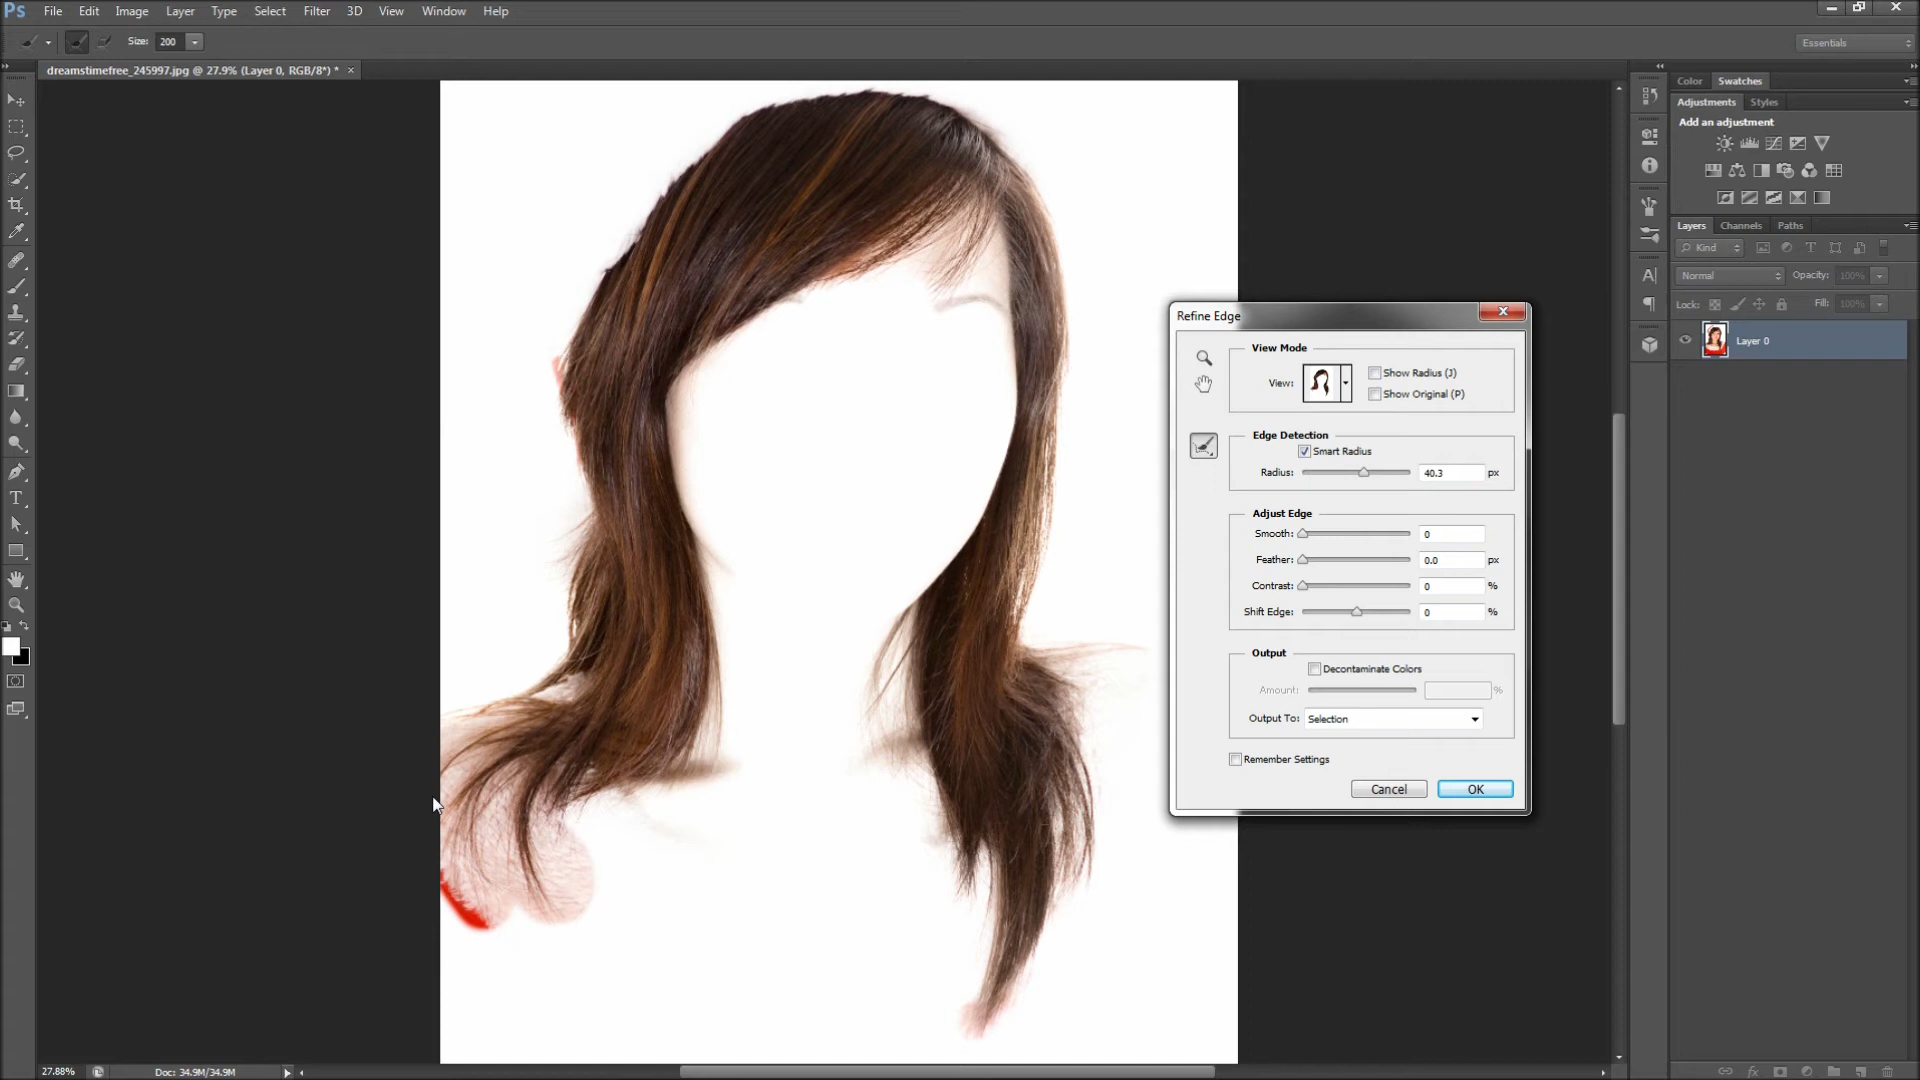 Ps File Edit Image Layer Type Select Filter 3D View Window Help
Size: 200
Essentials
dreamstimefree_245997.jpg @ 27.9% (Layer 0, RGB/8*) * ×
Color Swatches
Adjustments Styles
Add an adjustment
Layers Channels Paths
Kind
Normal Opacity: 100%
Lock: Fill: 100%
Layer 0
Refine Edge
View Mode
View:
Show Radius (J)
Show Original (P)
Edge Detection
Smart Radius
Radius: 40.3 px
Adjust Edge
Smooth: 0
Feather: 0.0 px
Contrast: 0 %
Shift Edge: 0 %
Output
Decontaminate Colors
Amount: %
Output To: Selection
Remember Settings
Cancel OK
27.88% Doc: 34.9M/34.9M